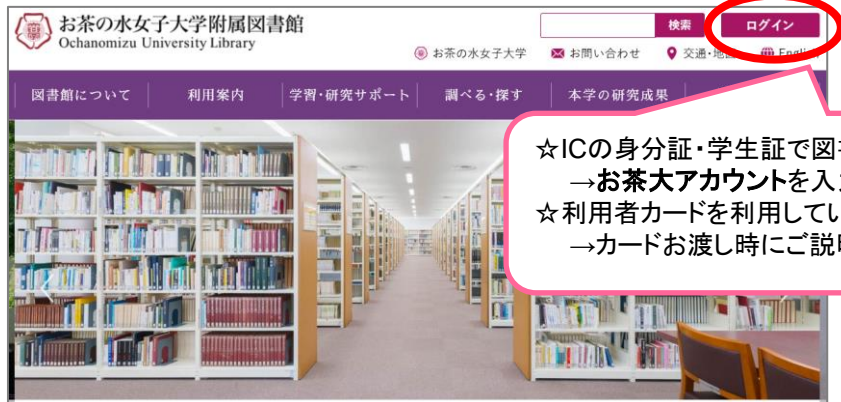 お茶の水女子大学附属図書館
Ochanomizu University Library
検索
ログイン
お茶の水女子大学
お問い合わせ
交通・地図
English
図書館について
利用案内
学習・研究サポート
調べる・探す
本学の研究成果
☆ICの身分証・学生証で図
→お茶大アカウントを入
☆利用者カードを利用してい
→カードお渡し時にご説